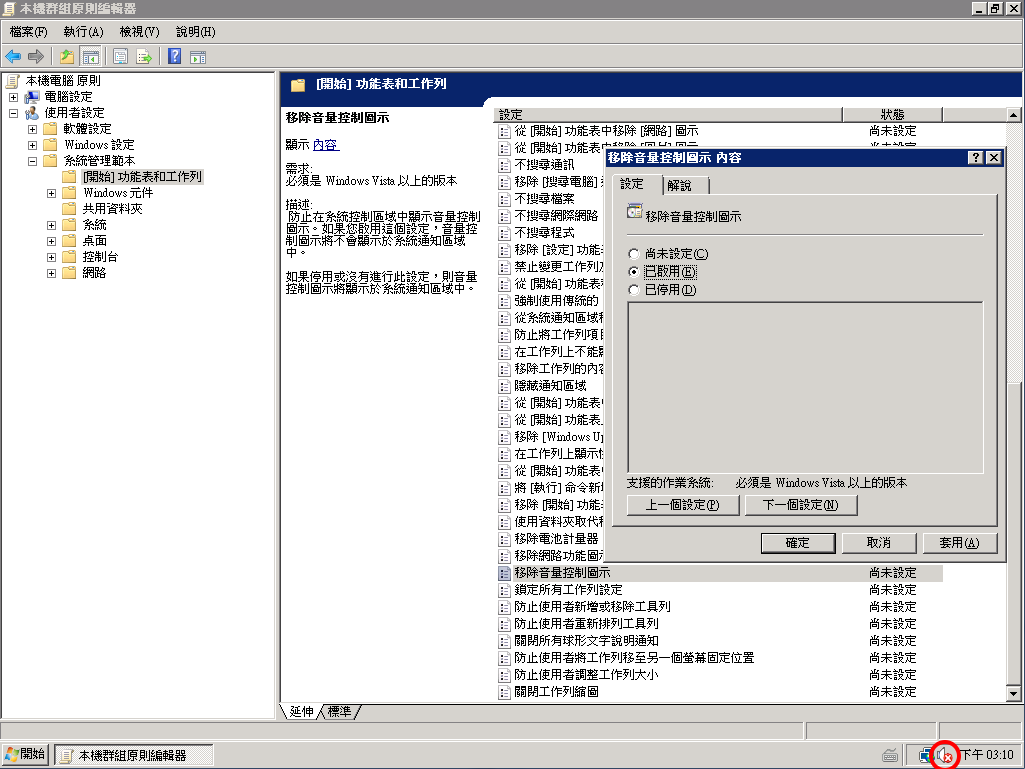 本機群組原則編輯器
檔案(F) 執行(A) 檢視(V) 說明(H)
本機電腦 原則
電腦設定
使用者設定
軟體設定
Windows 設定
系統管理範本
[開始] 功能表和工作列
Windows 元件
共用資料夾
系統
桌面
控制台
網路
[開始] 功能表和工作列
移除音量控制圖示
顯示 內容
需求:
必須是 Windows Vista 以上的版本
描述:
防止在系統控制區域中顯示音量控制
圖示。如果您啟用這個設定，音量控
制圖示將不會顯示於系統通知區域
中。
如果停用或沒有進行此設定，則音量
控制圖示將顯示於系統通知區域中。
設定 狀態
從 [開始] 功能表中移除 [網路] 圖示 尚未設定
從 [開始] 功能表中移除 尚未設定
不搜尋通訊
移除 [搜尋電腦]
不搜尋檔案
不搜尋網際網路
不搜尋程式
移除 [設定] 功能
禁止變更工作列
從 [開始] 功能表
強制使用傳統的
從系統通知區域
防止將工作列項
在工作列上不能
移除工作列的內容
隱藏通知區域
從 [開始] 功能表
從 [開始] 功能表
移除 [Windows Up
在工作列上顯示
從 [開始] 功能表
將 [執行] 命令新
移除 [開始] 功能
使用資料夾取代
移除電池計量器
移除網路功能圖
移除音量控制圖示 尚未設定
鎖定所有工作列設定 尚未設定
防止使用者新增或移除工具列 尚未設定
防止使用者重新排列工具列 尚未設定
關閉所有球形文字說明通知 尚未設定
防止使用者將工作列移至另一個螢幕固定位置 尚未設定
防止使用者調整工作列大小 尚未設定
關閉工作列縮圖 尚未設定
延伸 標準
移除音量控制圖示 內容
設定 解說
移除音量控制圖示
尚未設定(C)
已啟用(E)
已停用(D)
支援的作業系統: 必須是 Windows Vista 以上的版本
上一個設定(P) 下一個設定(N)
確定 取消 套用(A)
開始 本機群組原則編輯器 下午 03:10